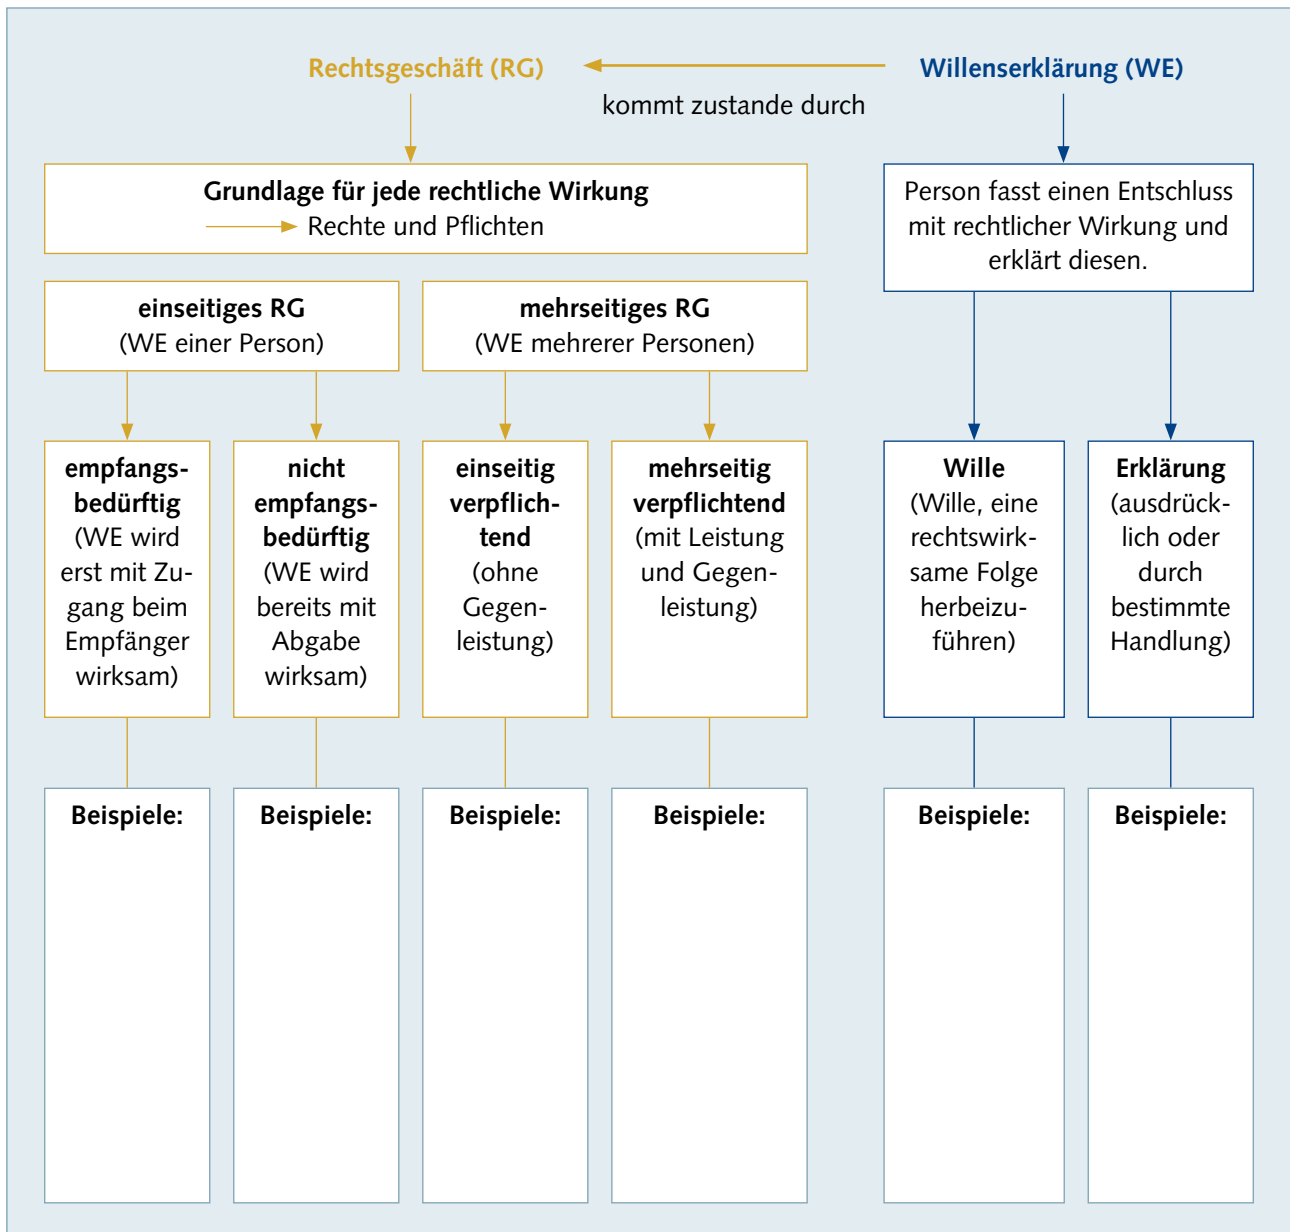 Rechtsgeschäft (RG)
Willenserklärung (WE)
kommt zustande durch
Grundlage für jede rechtliche Wirkung
Rechte und Pflichten
Person fasst einen Entschluss
mit rechtlicher Wirkung und
erklärt diesen.
einseitiges RG
(WE einer Person)
mehrseitiges RG
(WE mehrerer Personen)
empfangs-
bedürftig
(WE wird
erst mit Zu-
gang beim
Empfänger
wirksam)
nicht
empfangs-
bedürftig
(WE wird
bereits mit
Abgabe
wirksam)
einseitig
verpflich-
tend
(ohne
Gegen-
leistung)
mehrseitig
verpflichtend
(mit Leistung
und Gegen-
leistung)
Wille
(Wille, eine
rechtswirk-
same Folge
herbeizu-
führen)
Erklärung
(ausdrück-
lich oder
durch
bestimmte
Handlung)
Beispiele:
Beispiele:
Beispiele:
Beispiele:
Beispiele:
Beispiele: